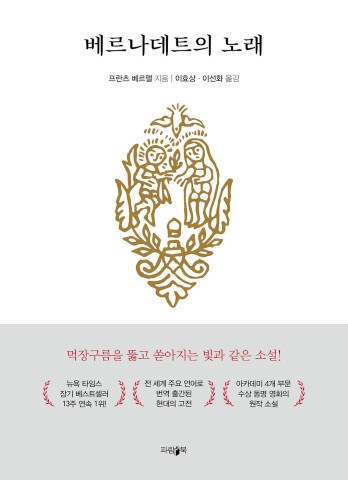 베르나데트의 노래
프란츠 베르펠 지음 | 이효상 · 이선화 옮김
먹장구름을 뚫고 쏟아지는 빛과 같은 소설!
뉴욕 타임스
장기 베스트셀러
13주 연속 1위!
전 세계 주요 언어로
번역 출간된
현대의 고전
아카데미 4개 부문
수상 동명 영화의
원작 소설
파람북